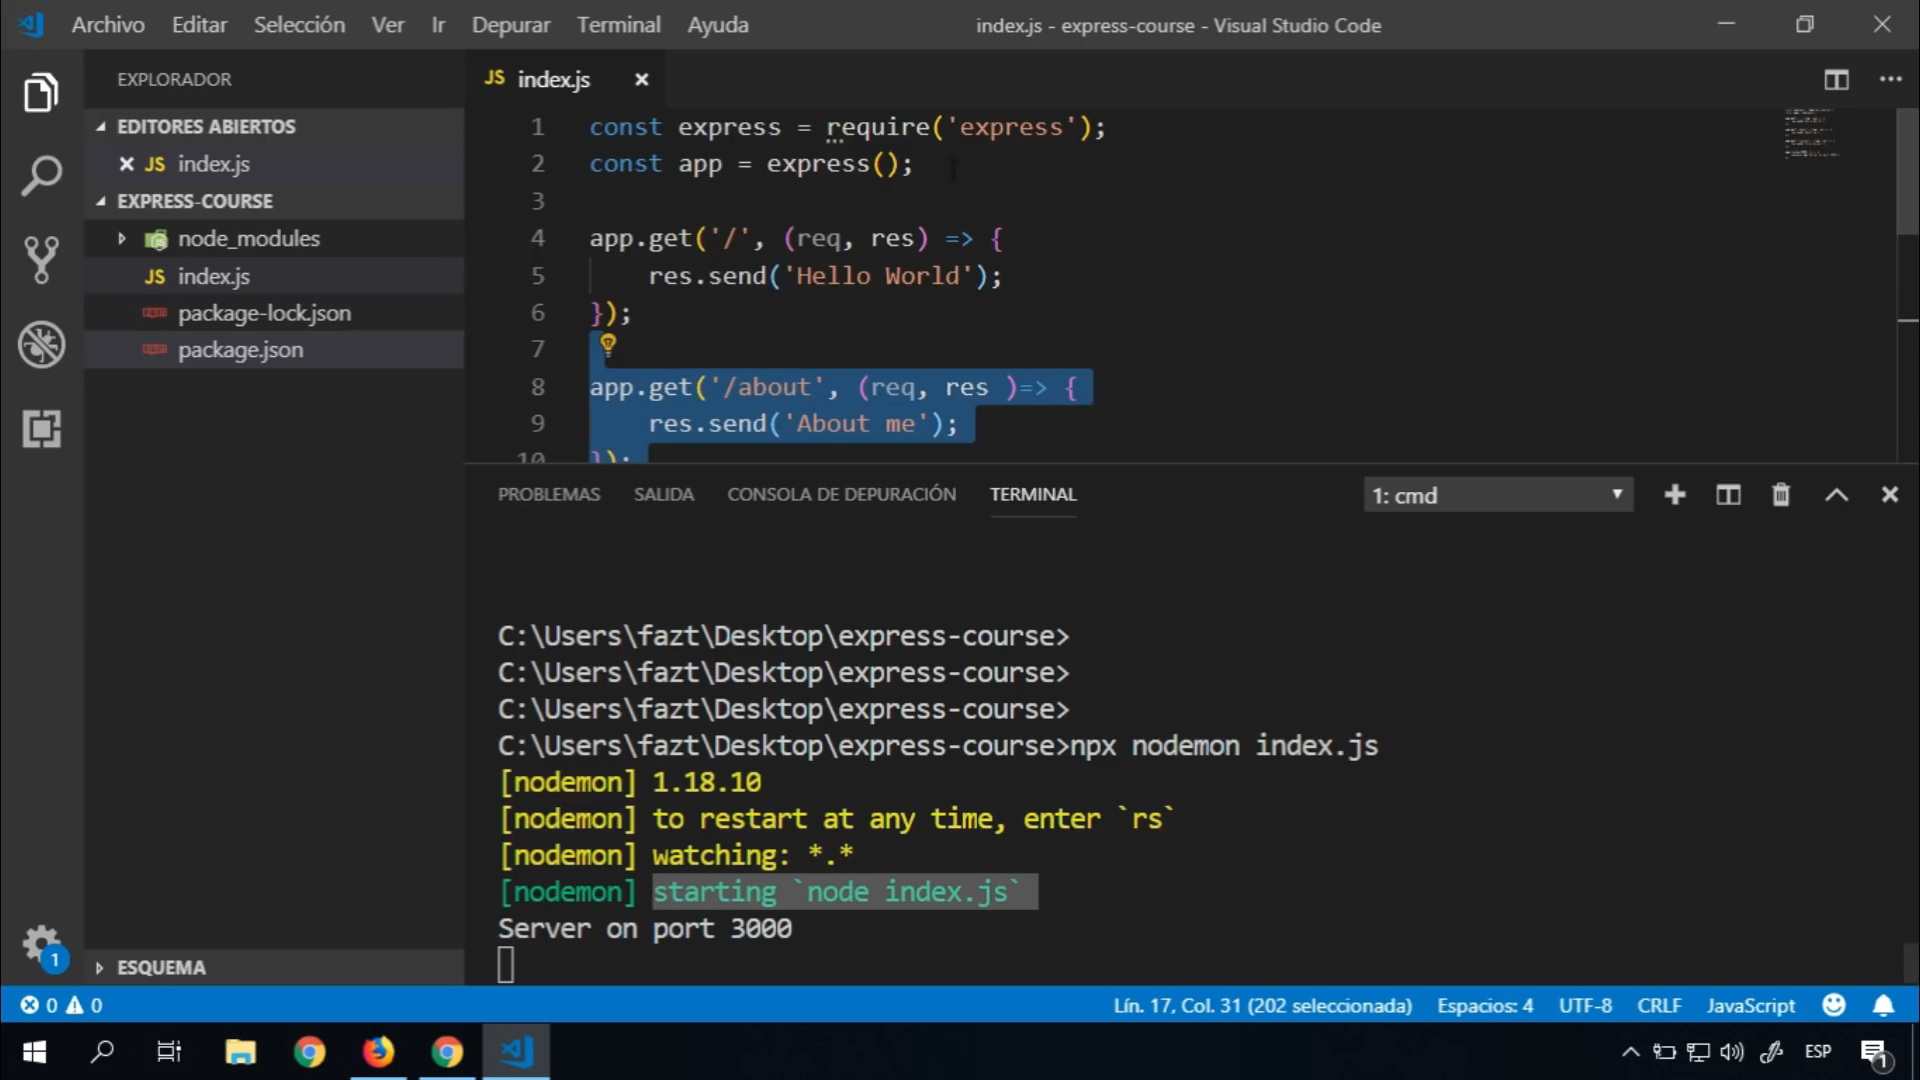 Archivo Editar Selección Ver Ir Depurar Terminal Ayuda index.js - express-course - Visual Studio Code
EXPLORADOR
JS index.js
EDITORES ABIERTOS
JS index.js
EXPRESS-COURSE
node_modules
JS index.js
package-lock.json
package.json
ESQUEMA
1
1 const express = require('express');
2 const app = express();
3
4 app.get('/', (req, res) => {
5 res.send('Hello World');
6 });
7
8 app.get('/about', (req, res )=> {
9 res.send('About me');
10 });
PROBLEMAS SALIDA CONSOLA DE DEPURACIÓN TERMINAL 1: cmd
C:\Users\fazt\Desktop\express-course>
C:\Users\fazt\Desktop\express-course>
C:\Users\fazt\Desktop\express-course>
C:\Users\fazt\Desktop\express-course>npx nodemon index.js
[nodemon] 1.18.10
[nodemon] to restart at any time, enter `rs`
[nodemon] watching: *.*
[nodemon] starting `node index.js`
Server on port 3000
0 0 Lín. 17, Col. 31 (202 seleccionada) Espacios: 4 UTF-8 CRLF JavaScript
ESP 1